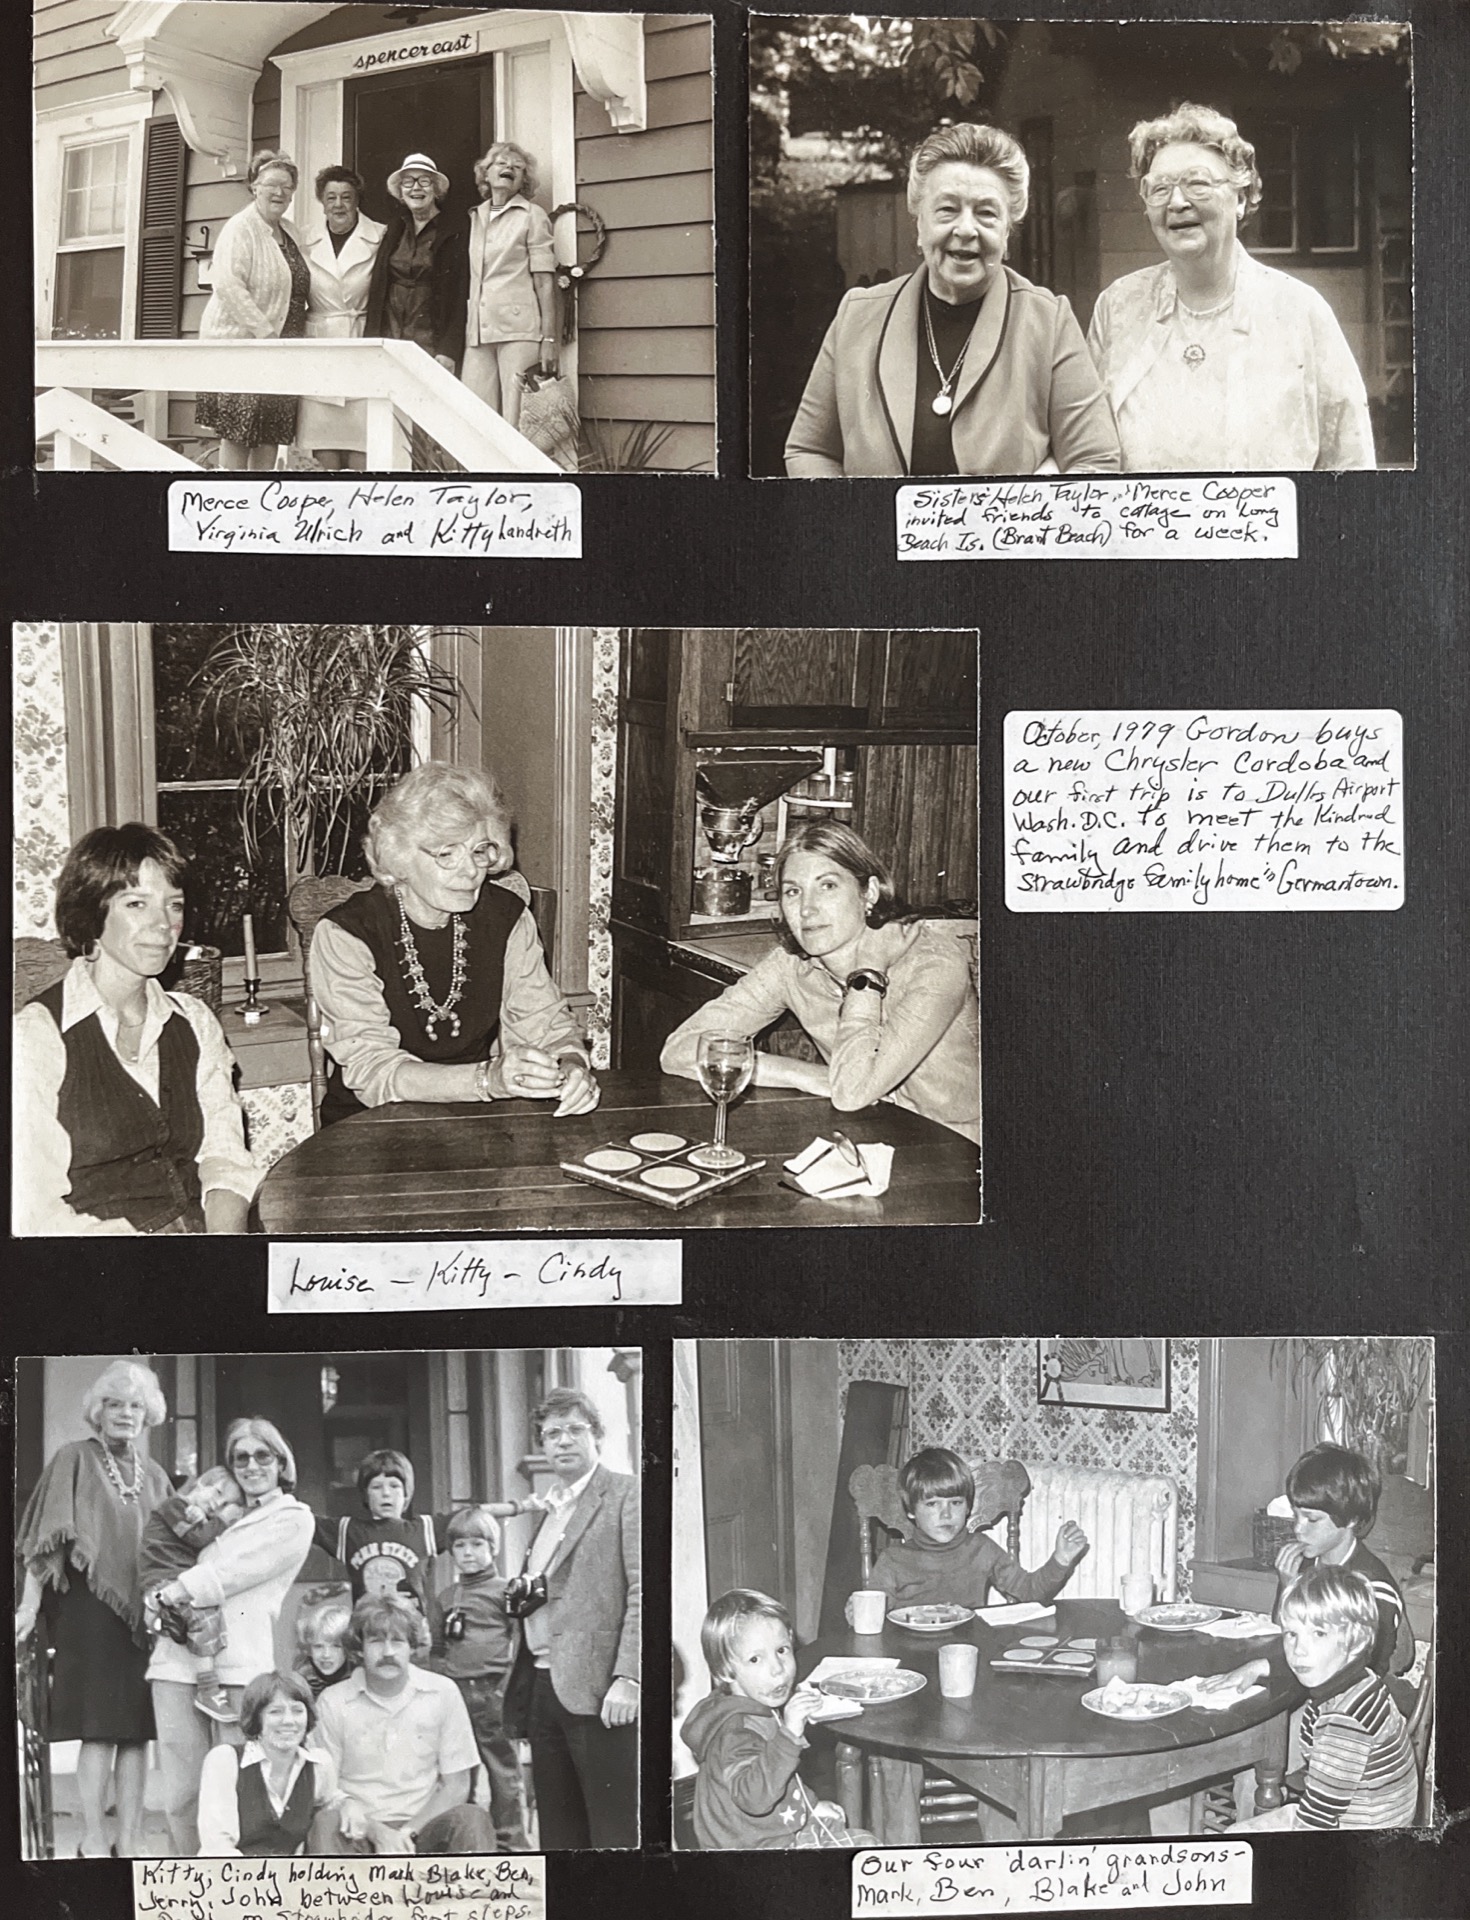 spencer east
Merce Cooper, Helen Taylor,
Virginia Ulrich and Kitty Landreth
Sisters Helen Taylor, Merce Cooper
invited friends to cottage on Long
Beach Is. (Brant Beach) for a week.
October, 1979 Gordon buys
a new Chrysler Cordoba and
our first trip is to Dulles Airport
Wash. D.C. to meet the Kindred
family and drive them to the
Strawbridge family home in Germantown.
Louise - Kitty - Cindy
PENN STATE
Kitty, Cindy holding Mark Blake, Ben,
Jerry, John between Louise and
on Strawbridge front steps.
Our four 'darlin' grandsons-
Mark, Ben, Blake and John